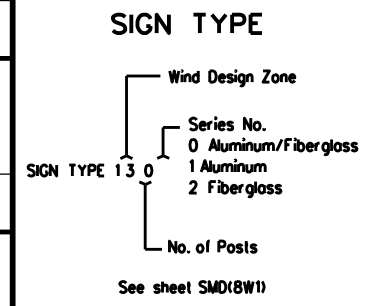 SIGN TYPE
Wind Design Zone
Series No.
0 Aluminum/Fiberglass
1 Aluminum
SIGN TYPE 1 3 0
2 Fiberglass
No. of Posts
See sheet SMD(8W1)